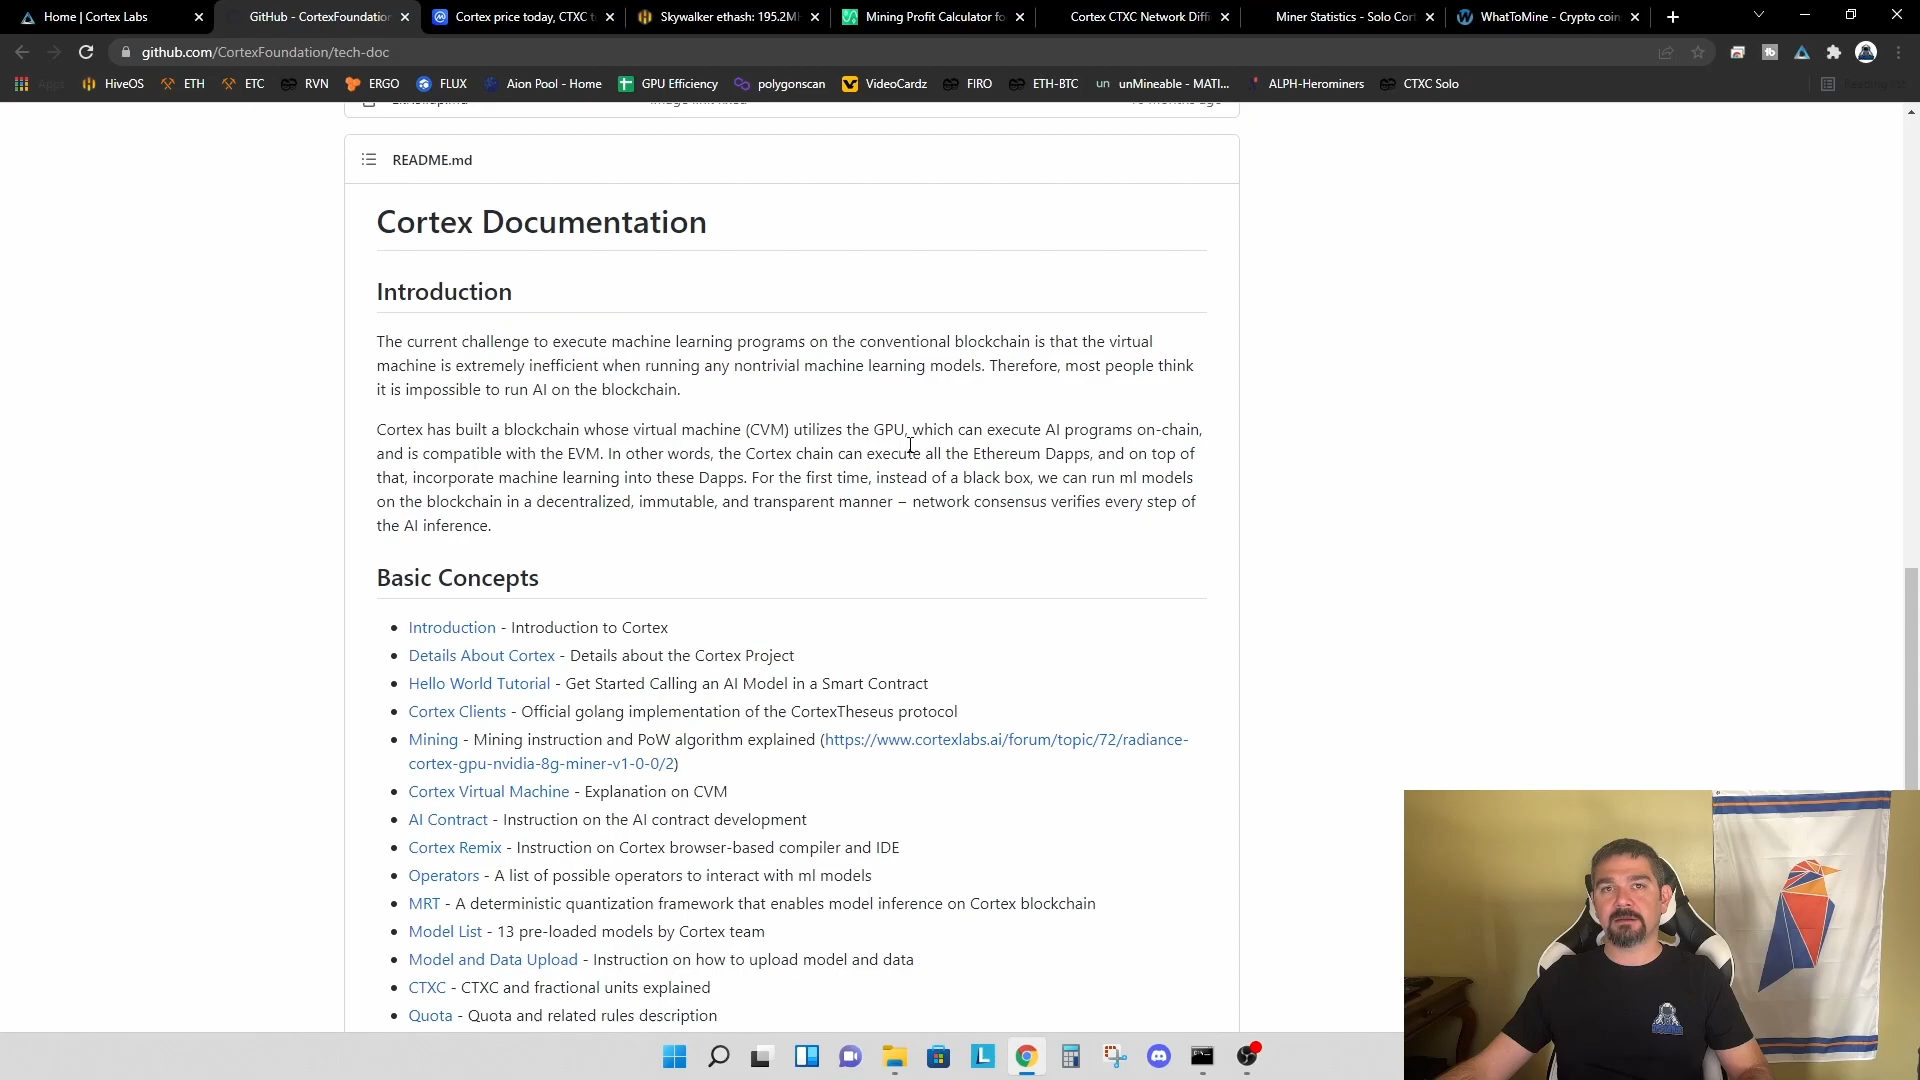 Home | Cortex Labs
GitHub - CortexFoundation
Cortex price today, CTXC t
Skywalker ethash: 195.2MH
Mining Profit Calculator fo
Cortex CTXC Network Diffi
Miner Statistics - Solo Cort
WhatToMine - Crypto coin
github.com/CortexFoundation/tech-doc
Apps
HiveOS
ETH
ETC
RVN
ERGO
FLUX
Aion Pool - Home
GPU Efficiency
polygonscan
VideoCardz
FIRO
ETH-BTC
unMineable - MATI...
ALPH-Herominers
CTXC Solo
Reading list
README.md
Cortex Documentation
Introduction
The current challenge to execute machine learning programs on the conventional blockchain is that the virtual
machine is extremely inefficient when running any nontrivial machine learning models. Therefore, most people think
it is impossible to run AI on the blockchain.
Cortex has built a blockchain whose virtual machine (CVM) utilizes the GPU, which can execute AI programs on-chain,
and is compatible with the EVM. In other words, the Cortex chain can execute all the Ethereum Dapps, and on top of
that, incorporate machine learning into these Dapps. For the first time, instead of a black box, we can run ml models
on the blockchain in a decentralized, immutable, and transparent manner – network consensus verifies every step of
the AI inference.
Basic Concepts
Introduction - Introduction to Cortex
Details About Cortex - Details about the Cortex Project
Hello World Tutorial - Get Started Calling an AI Model in a Smart Contract
Cortex Clients - Official golang implementation of the CortexTheseus protocol
Mining - Mining instruction and PoW algorithm explained (https://www.cortexlabs.ai/forum/topic/72/radiance-
cortex-gpu-nvidia-8g-miner-v1-0-0/2)
Cortex Virtual Machine - Explanation on CVM
AI Contract - Instruction on the AI contract development
Cortex Remix - Instruction on Cortex browser-based compiler and IDE
Operators - A list of possible operators to interact with ml models
MRT - A deterministic quantization framework that enables model inference on Cortex blockchain
Model List - 13 pre-loaded models by Cortex team
Model and Data Upload - Instruction on how to upload model and data
CTXC - CTXC and fractional units explained
Quota - Quota and related rules description